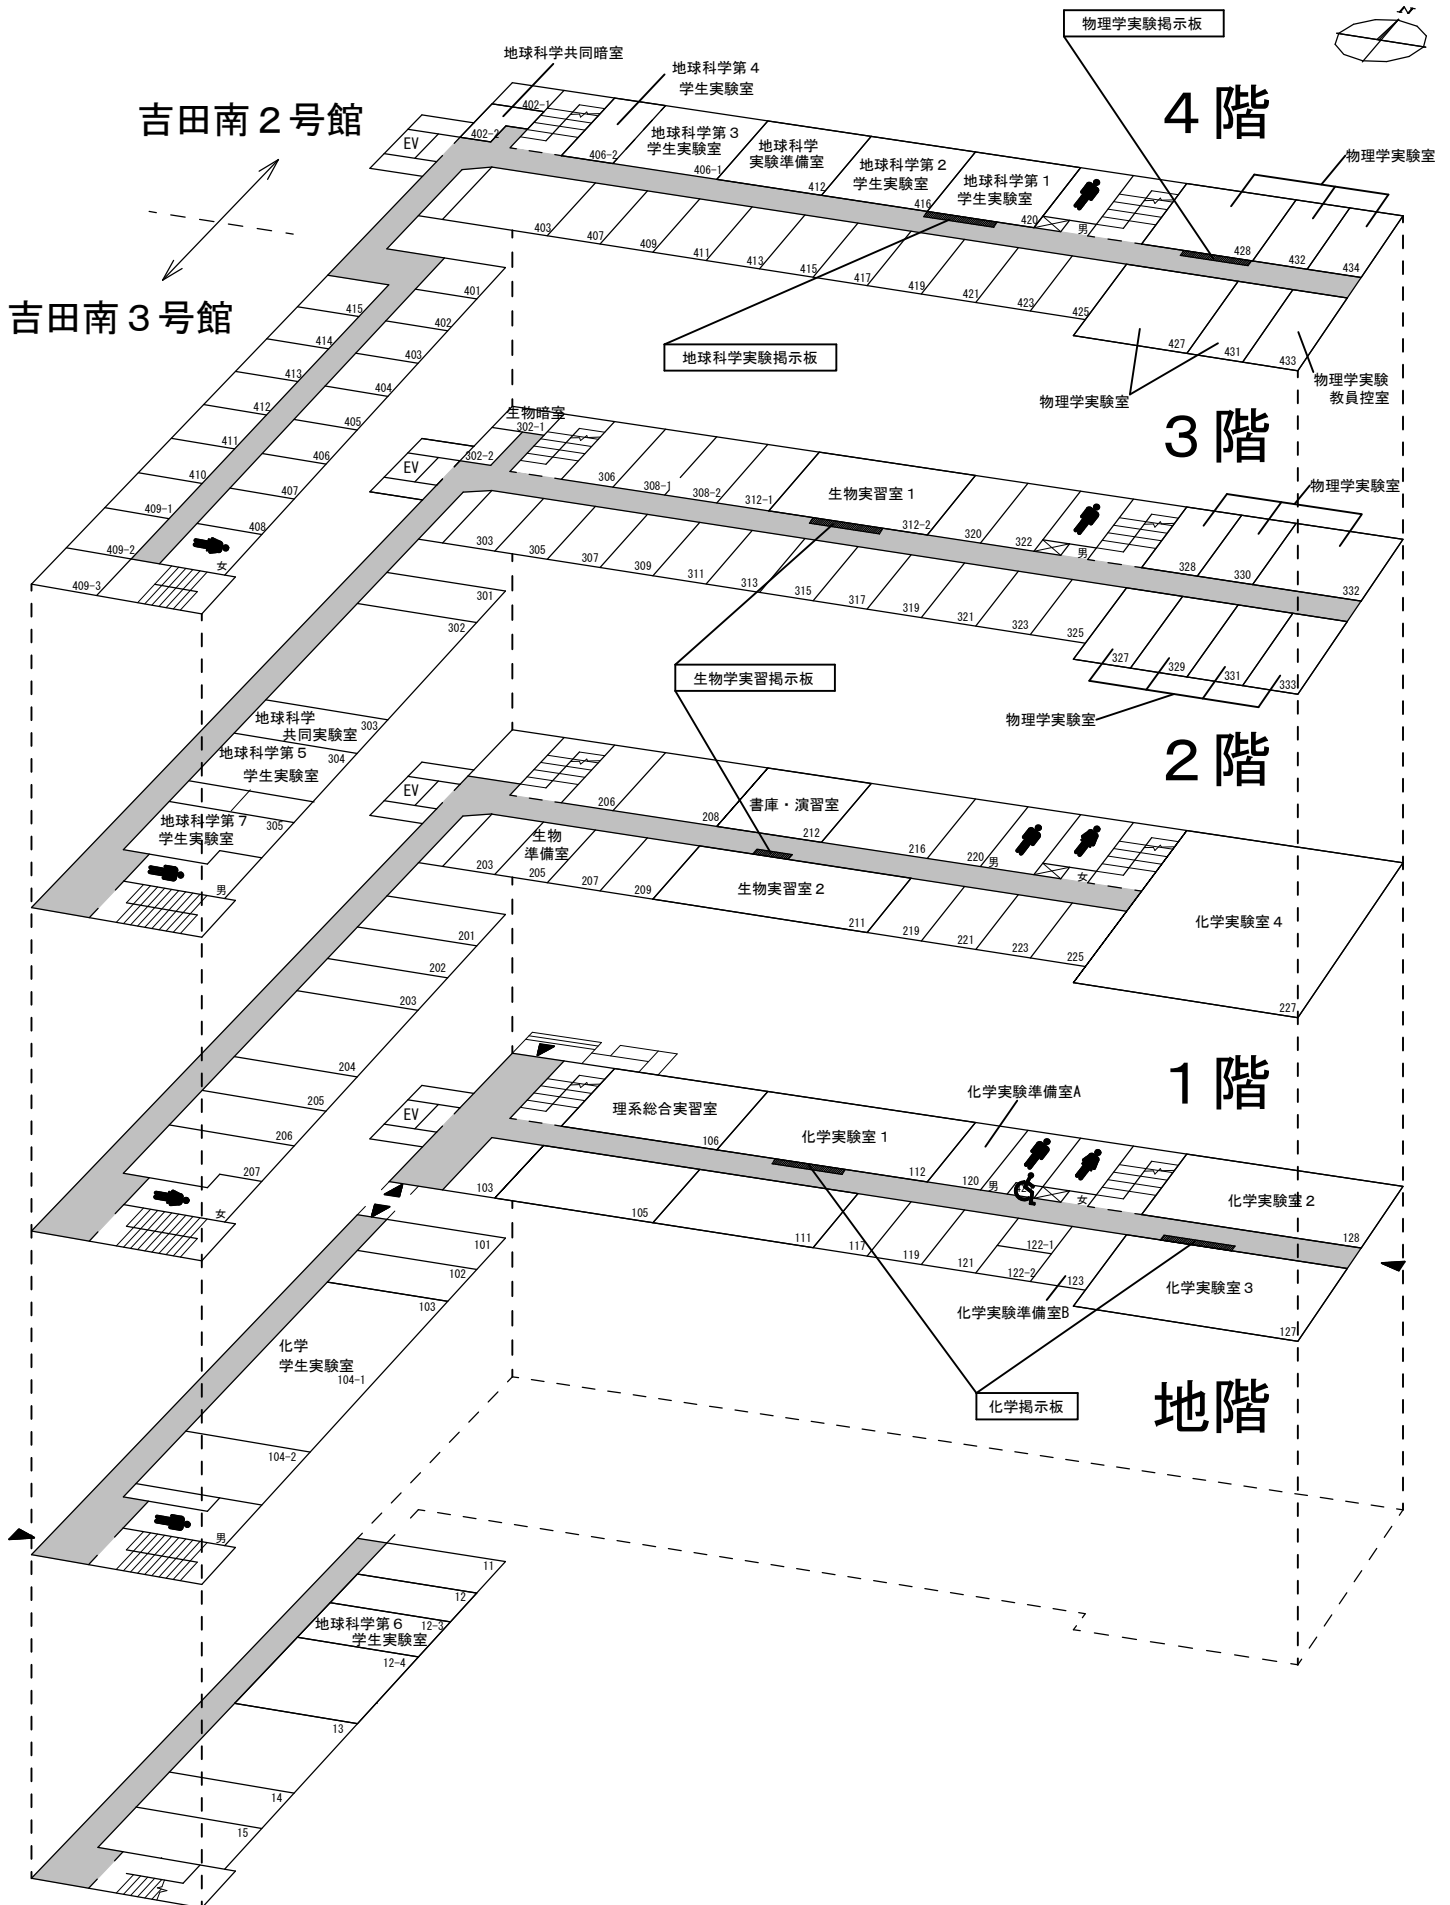 N
物理学実験掲示板
地球科学共同暗室
地球科学第４
学生実験室
4階
吉田南２号館
吉田南３号館
402-1
402-2
EV
地球科学第３
学生実験室
地球科学
実験準備室
地球科学第２
学生実験室
地球科学第１
学生実験室
物理学実験室
406-2
406-1
412
416
420
男
428
432
434
403
407
409
411
413
415
417
419
421
423
425
427
431
433
地球科学実験掲示板
物理学実験室
物理学実験
教員控室
401
402
403
404
405
406
407
408
415
414
413
412
411
410
409-1
409-2
409-3
女
3階
生物暗室
302-1
302-2
EV
306
308-1
308-2
312-1
生物実習室１
312-2
320
322
男
328
330
332
物理学実験室
303
305
307
309
311
313
315
317
319
321
323
325
327
329
331
333
物理学実験室
生物学実習掲示板
301
302
地球科学
共同実験室
303
地球科学第５
学生実験室
304
305
地球科学第７
学生実験室
男
2階
EV
206
208
書庫・演習室
212
216
220
男
女
生物
準備室
203
205
207
209
生物実習室２
211
219
221
223
225
化学実験室４
227
201
202
203
204
205
206
207
女
1階
EV
理系総合実習室
106
化学実験室１
112
化学実験準備室A
120
男
女
化学実験室２
128
103
105
111
117
119
121
122-1
122-2
123
化学実験準備室B
化学実験室３
127
化学掲示板
101
102
103
化学
学生実験室
104-1
104-2
男
地階
11
12
地球科学第６
学生実験室
12-3
12-4
13
14
15